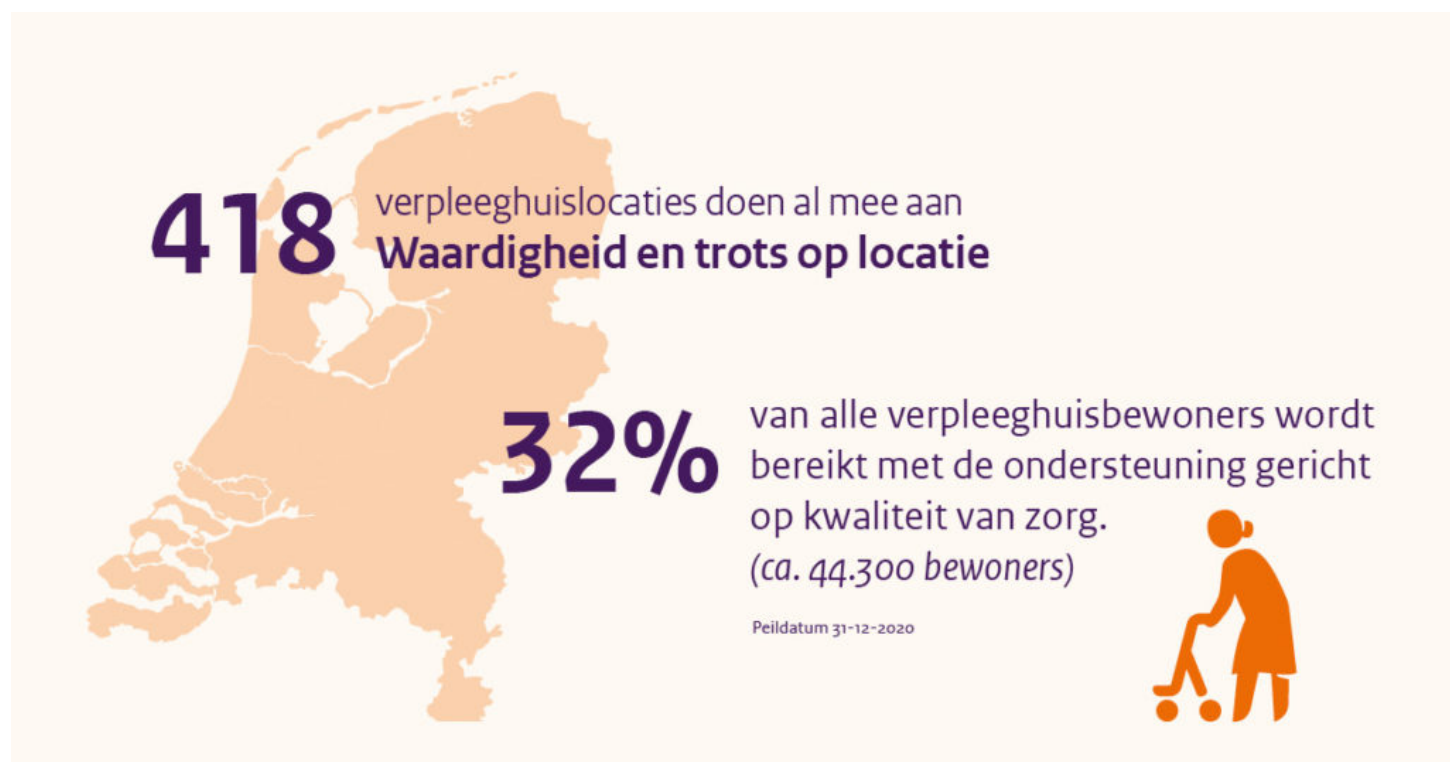 418
verpleeghuislocaties doen al mee aan
Waardigheid en trots op locatie
32%
van alle verpleeghuisbewoners wordt
bereikt met de ondersteuning gericht
op kwaliteit van zorg.
(ca. 44.300 bewoners)
Peildatum 31-12-2020